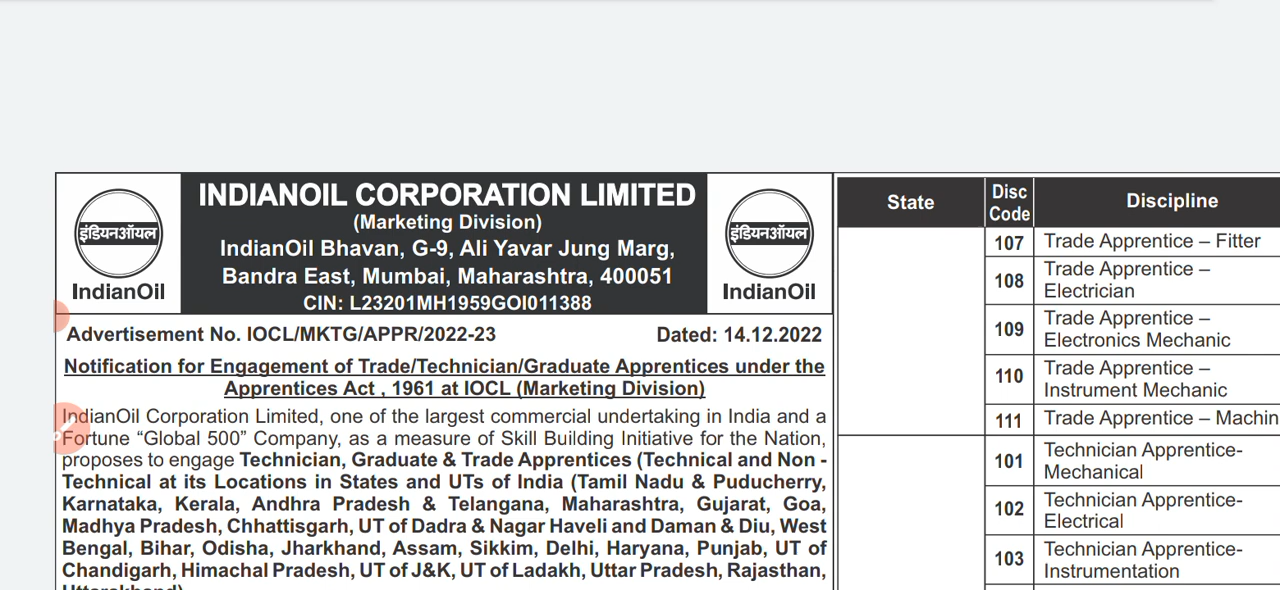 इंडियनऑयल
IndianOil
INDIANOIL CORPORATION LIMITED
(Marketing Division)
IndianOil Bhavan, G-9, Ali Yavar Jung Marg,
Bandra East, Mumbai, Maharashtra, 400051
CIN: L23201MH1959GOI011388
इंडियनऑयल
IndianOil
Advertisement No. IOCL/MKTG/APPR/2022-23 Dated: 14.12.2022
Notification for Engagement of Trade/Technician/Graduate Apprentices under the
Apprentices Act , 1961 at IOCL (Marketing Division)
IndianOil Corporation Limited, one of the largest commercial undertaking in India and a
Fortune “Global 500” Company, as a measure of Skill Building Initiative for the Nation,
proposes to engage Technician, Graduate & Trade Apprentices (Technical and Non -
Technical at its Locations in States and UTs of India (Tamil Nadu & Puducherry,
Karnataka, Kerala, Andhra Pradesh & Telangana, Maharashtra, Gujarat, Goa,
Madhya Pradesh, Chhattisgarh, UT of Dadra & Nagar Haveli and Daman & Diu, West
Bengal, Bihar, Odisha, Jharkhand, Assam, Sikkim, Delhi, Haryana, Punjab, UT of
Chandigarh, Himachal Pradesh, UT of J&K, UT of Ladakh, Uttar Pradesh, Rajasthan,
State Disc Code Discipline
107 Trade Apprentice – Fitter
108 Trade Apprentice –
Electrician
109 Trade Apprentice –
Electronics Mechanic
110 Trade Apprentice –
Instrument Mechanic
111 Trade Apprentice – Machin
101 Technician Apprentice-
Mechanical
102 Technician Apprentice-
Electrical
103 Technician Apprentice-
Instrumentation